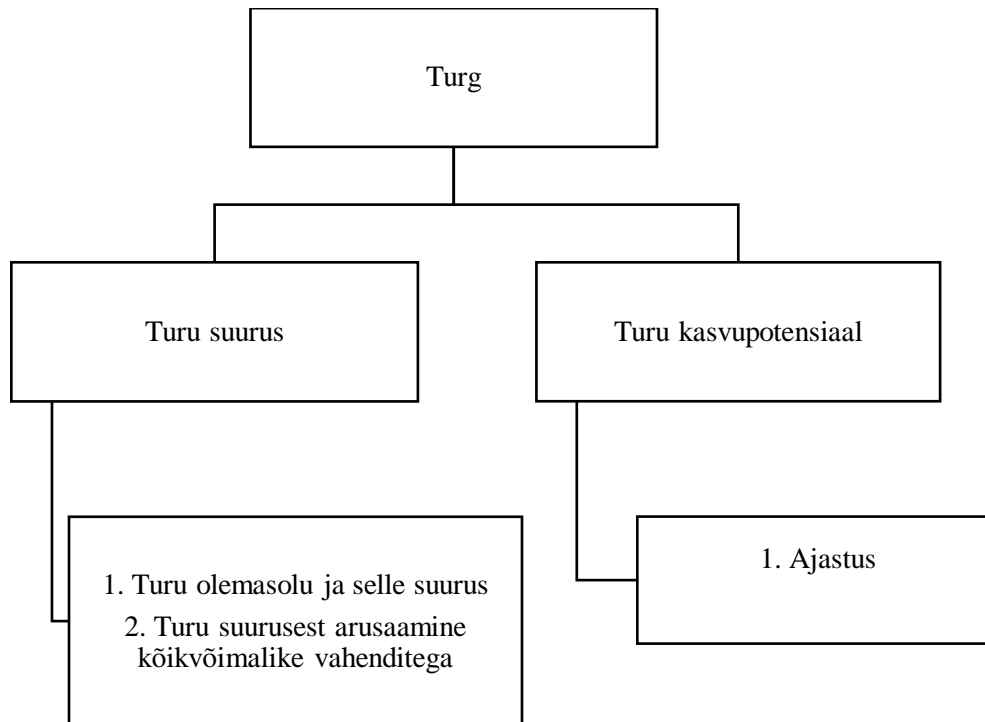 Turg
Turu suurus
Turu kasvupotensiaal
1. Turu olemasolu ja selle suurus
2. Turu suurusest arusaamine
kõikvõimalike vahenditega
1. Ajastus